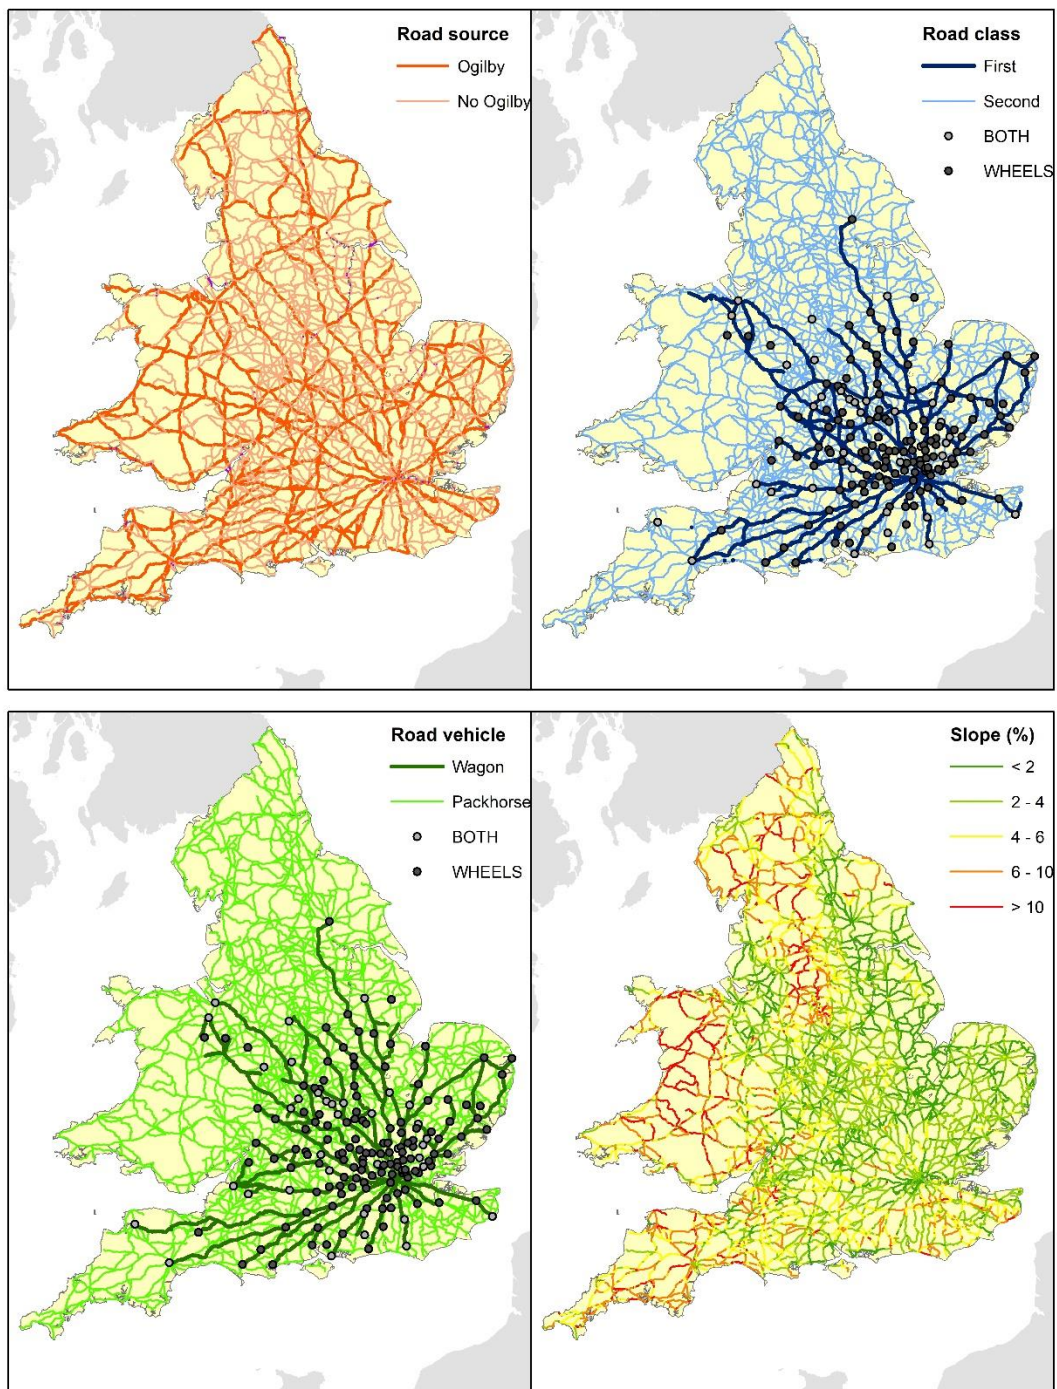 Road source
Ogilby
No Ogilby
Road class
First
Second
BOTH
WHEELS
Road vehicle
Wagon
Packhorse
BOTH
WHEELS
Slope (%)
< 2
2 - 4
4 - 6
6 - 10
> 10